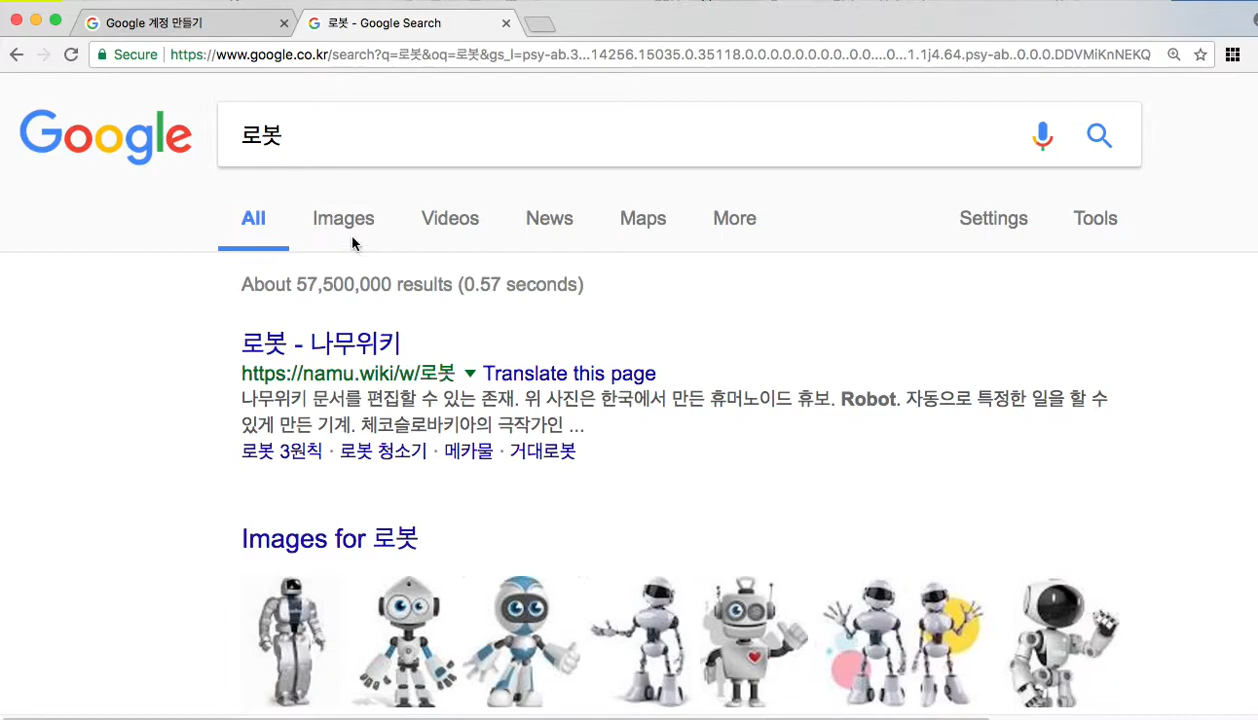 Google 계정 만들기
로봇 - Google Search
Secure https://www.google.co.kr/search?q=로봇&oq=로봇&gs_l=psy-ab.3...14256.15035.0.35118.0.0.0.0.0.0.0.0..0.0....0...1.1j4.64.psy-ab..0.0.0.DDVMiKnNEKQ
Google 로봇
All Images Videos News Maps More Settings Tools
About 57,500,000 results (0.57 seconds)
로봇 - 나무위키
https://namu.wiki/w/로봇 Translate this page
나무위키 문서를 편집할 수 있는 존재. 위 사진은 한국에서 만든 휴머노이드 휴보. Robot. 자동으로 특정한 일을 할 수
있게 만든 기계. 체코슬로바키아의 극작가인 ...
로봇 3원칙 · 로봇 청소기 · 메카물 · 거대로봇
Images for 로봇